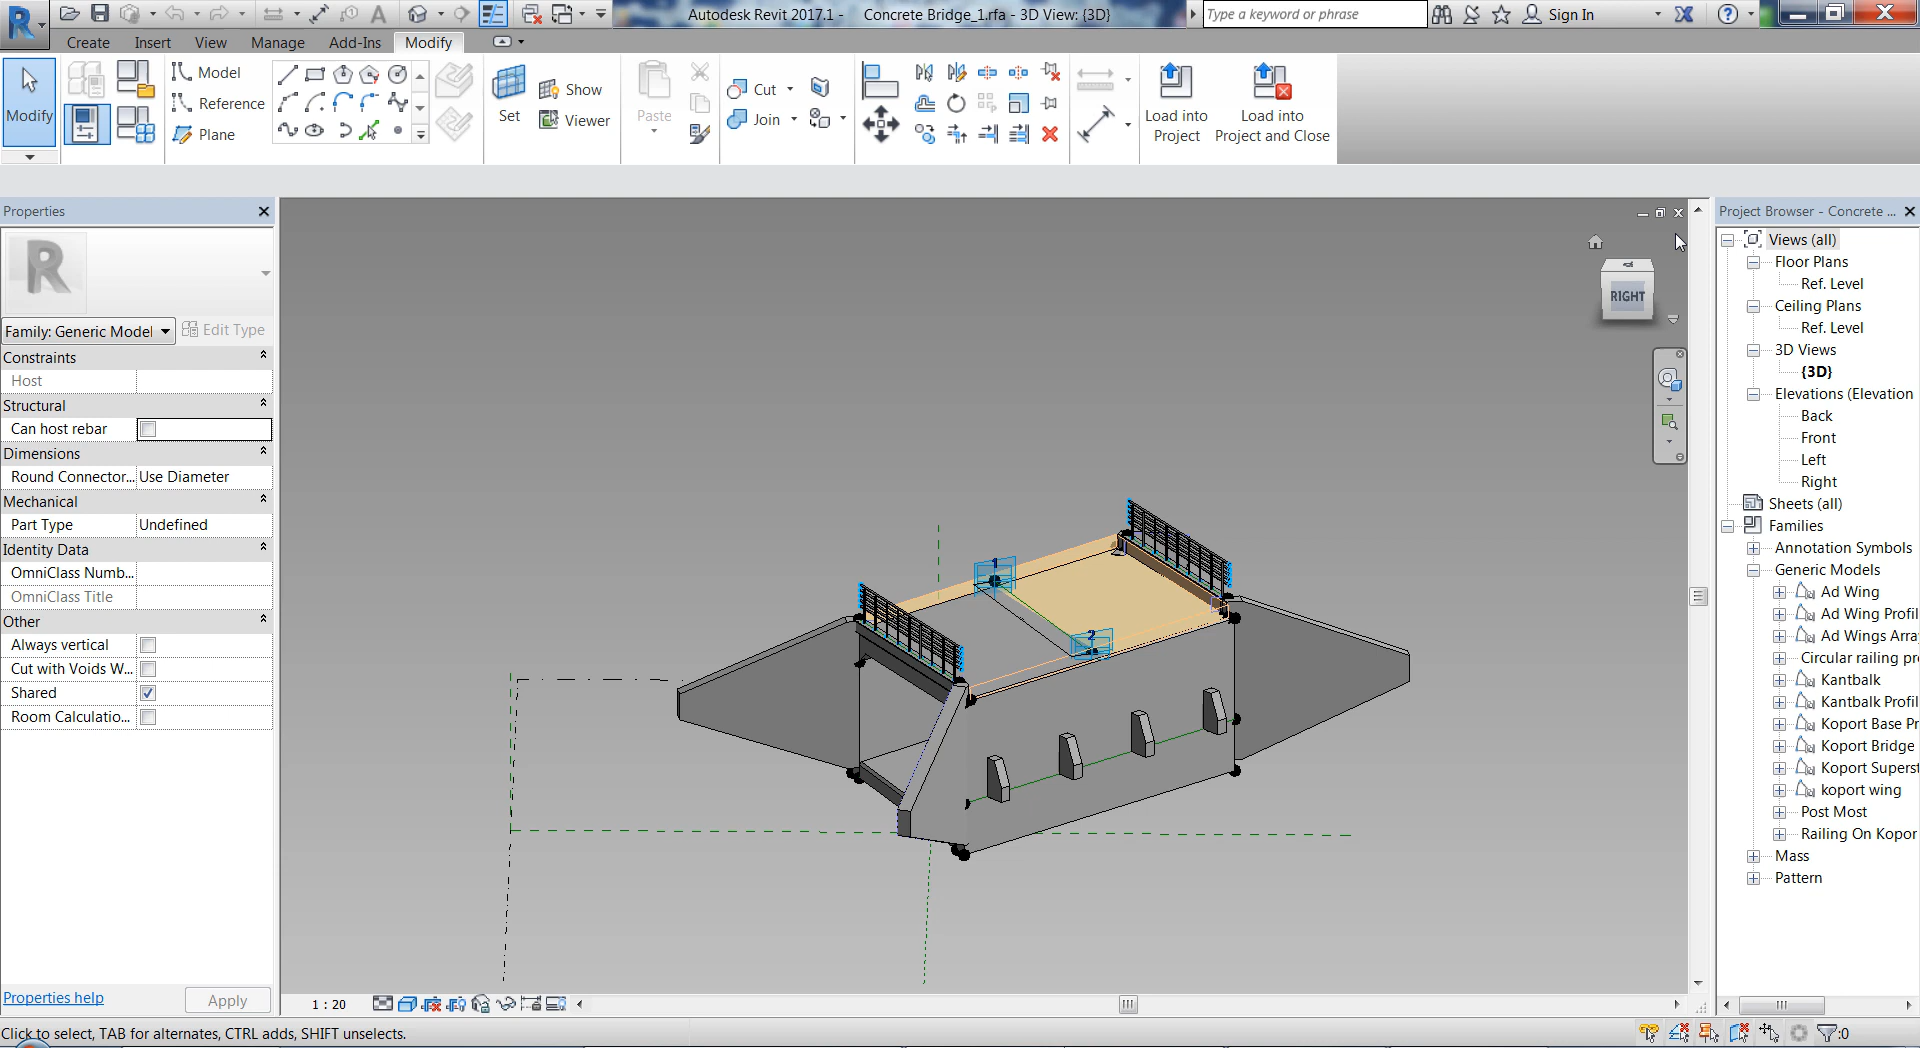 Autodesk Revit 2017.1 - Concrete Bridge_1.rfa - 3D View: {3D}
Type a keyword or phrase
Sign In
Create Insert View Manage Add-Ins Modify
Modify
Model
Reference
Plane
Set
Show
Viewer
Paste
Cut
Join
Load into
Project
Load into
Project and Close
Properties
R
Family: Generic Model
Edit Type
Constraints
Host
Structural
Can host rebar
Dimensions
Round Connector... Use Diameter
Mechanical
Part Type Undefined
Identity Data
OmniClass Numb...
OmniClass Title
Other
Always vertical
Cut with Voids W...
Shared
Room Calculatio...
Properties help
Apply
RIGHT
1
2
1 : 20
Project Browser - Concrete ...
Views (all)
Floor Plans
Ref. Level
Ceiling Plans
Ref. Level
3D Views
{3D}
Elevations (Elevation
Back
Front
Left
Right
Sheets (all)
Families
Annotation Symbols
Generic Models
Ad Wing
Ad Wing Profil
Ad Wings Arra
Circular railing pr
Kantbalk
Kantbalk Profil
Koport Base Pr
Koport Bridge
Koport Superst
koport wing
Post Most
Railing On Kopor
Mass
Pattern
Click to select, TAB for alternates, CTRL adds, SHIFT unselects.
:0